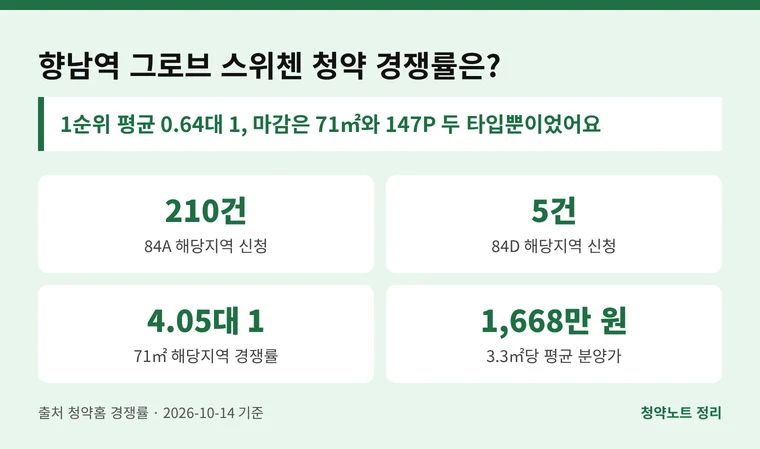 향남역 그로브 스위첸 청약 경쟁률은?
1순위 평균 0.64대 1, 마감은 71㎡와 147P 두 타입뿐이었어요
210건
84A 해당지역 신청
5건
84D 해당지역 신청
4.05대 1
71㎡ 해당지역 경쟁률
1,668만 원
3.3㎡당 평균 분양가
출처 청약홈 경쟁률 · 2026-10-14 기준
청약노트 정리